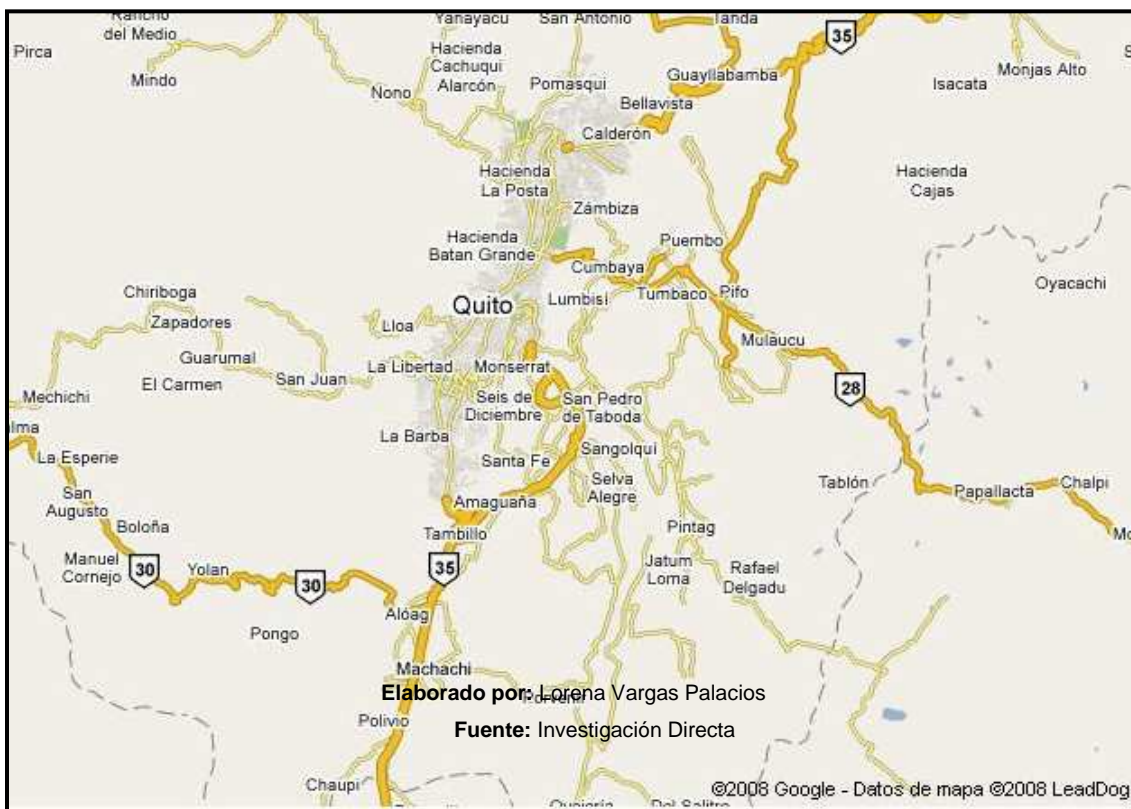 Rancho
del Medio
Yanayacu
San Antonio
Tanda
35
Pirca
Mindo
Hacienda
Cachuqui
Alarcón
Nono
Pomasqui
Guayllabamba
Bellavista
Isacata
Monjas Alto
Calderón
Hacienda
La Posta
Hacienda
Cajas
Zámbiza
Hacienda
Batan Grande
Puembo
Cumbaya
Oyacachi
Chiriboga
Quito
Lumbisí
Tumbaco
Pifo
Zapadores
Lloa
Mulaucu
Guarumal
La Libertad
Monserrat
San Juan
El Carmen
Mechichi
28
Seis de
Diciembre
San Pedro
de Taboda
La Barba
La Esperie
Santa Fe
Sangolquí
San
Augusto
Selva
Alegre
Tablón
Papallacta
Chalpi
Amaguaña
Boloña
Tambillo
Pintag
Manuel
Cornejo
30
Yolan
30
35
Jatum
Loma
Rafael
Delgadu
Alóag
Pongo
Machachi
Elaborado por: Lorena Vargas Palacios
Porvenir
Polivio
Fuente: Investigación Directa
Chaupi
©2008 Google - Datos de mapa ©2008 LeadDog